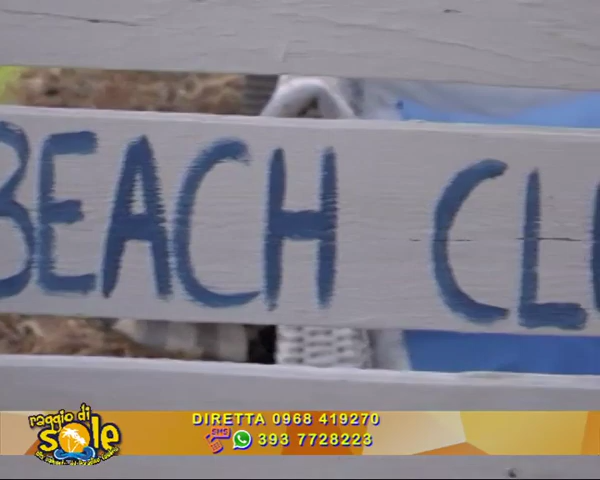 BEACH CL
DIRETTA 0968 419270
SMS 393 7728223
raggio di
sole